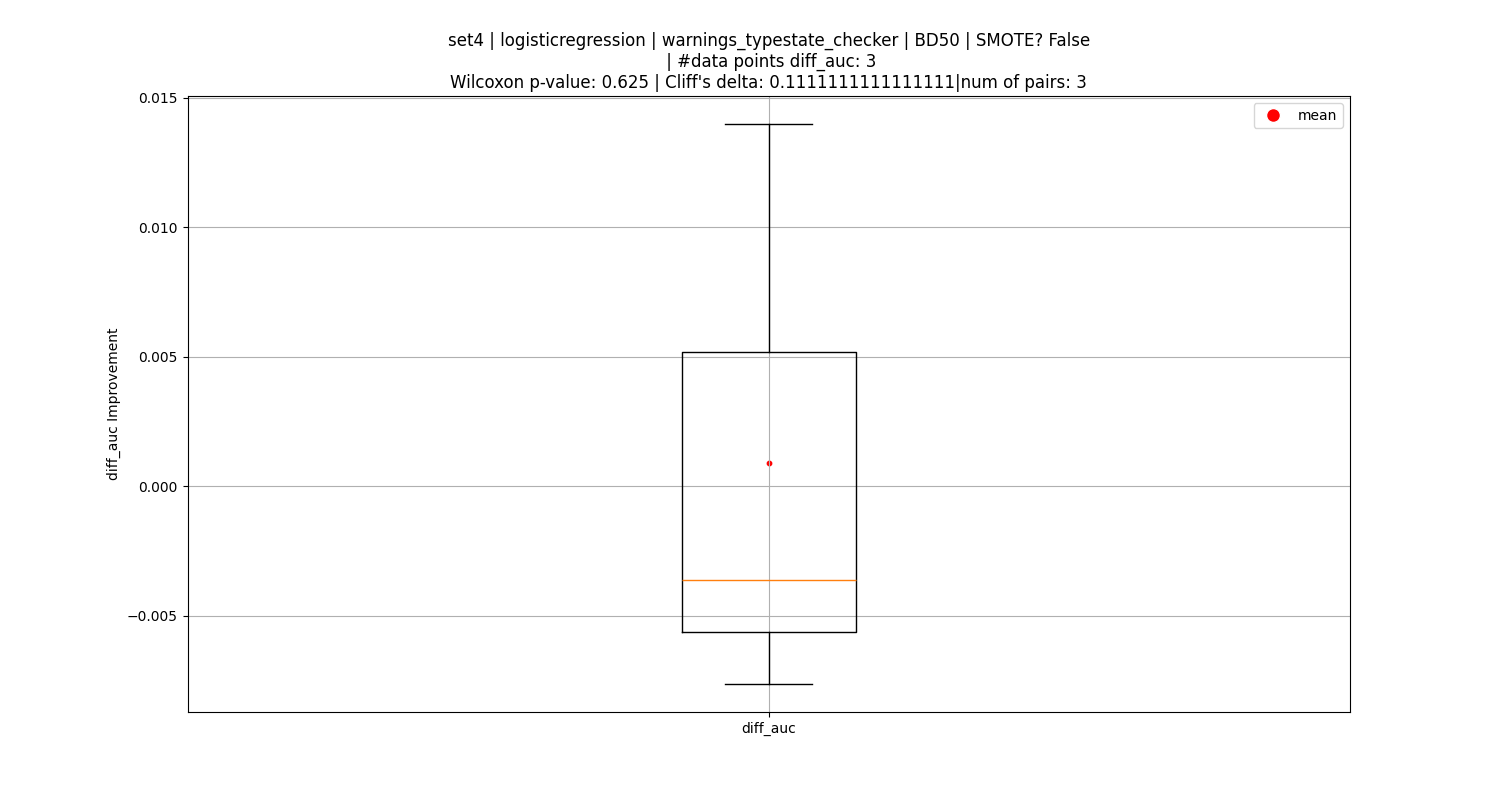 set4 | logisticregression | warnings_typestate_checker | BD50 | SMOTE? False
| #data points diff_auc: 3
Wilcoxon p-value: 0.625 | Cliff's delta: 0.1111111111111111|num of pairs: 3
0.015
mean
0.010
0.005
0.000
−0.005
diff_auc Improvement
diff_auc